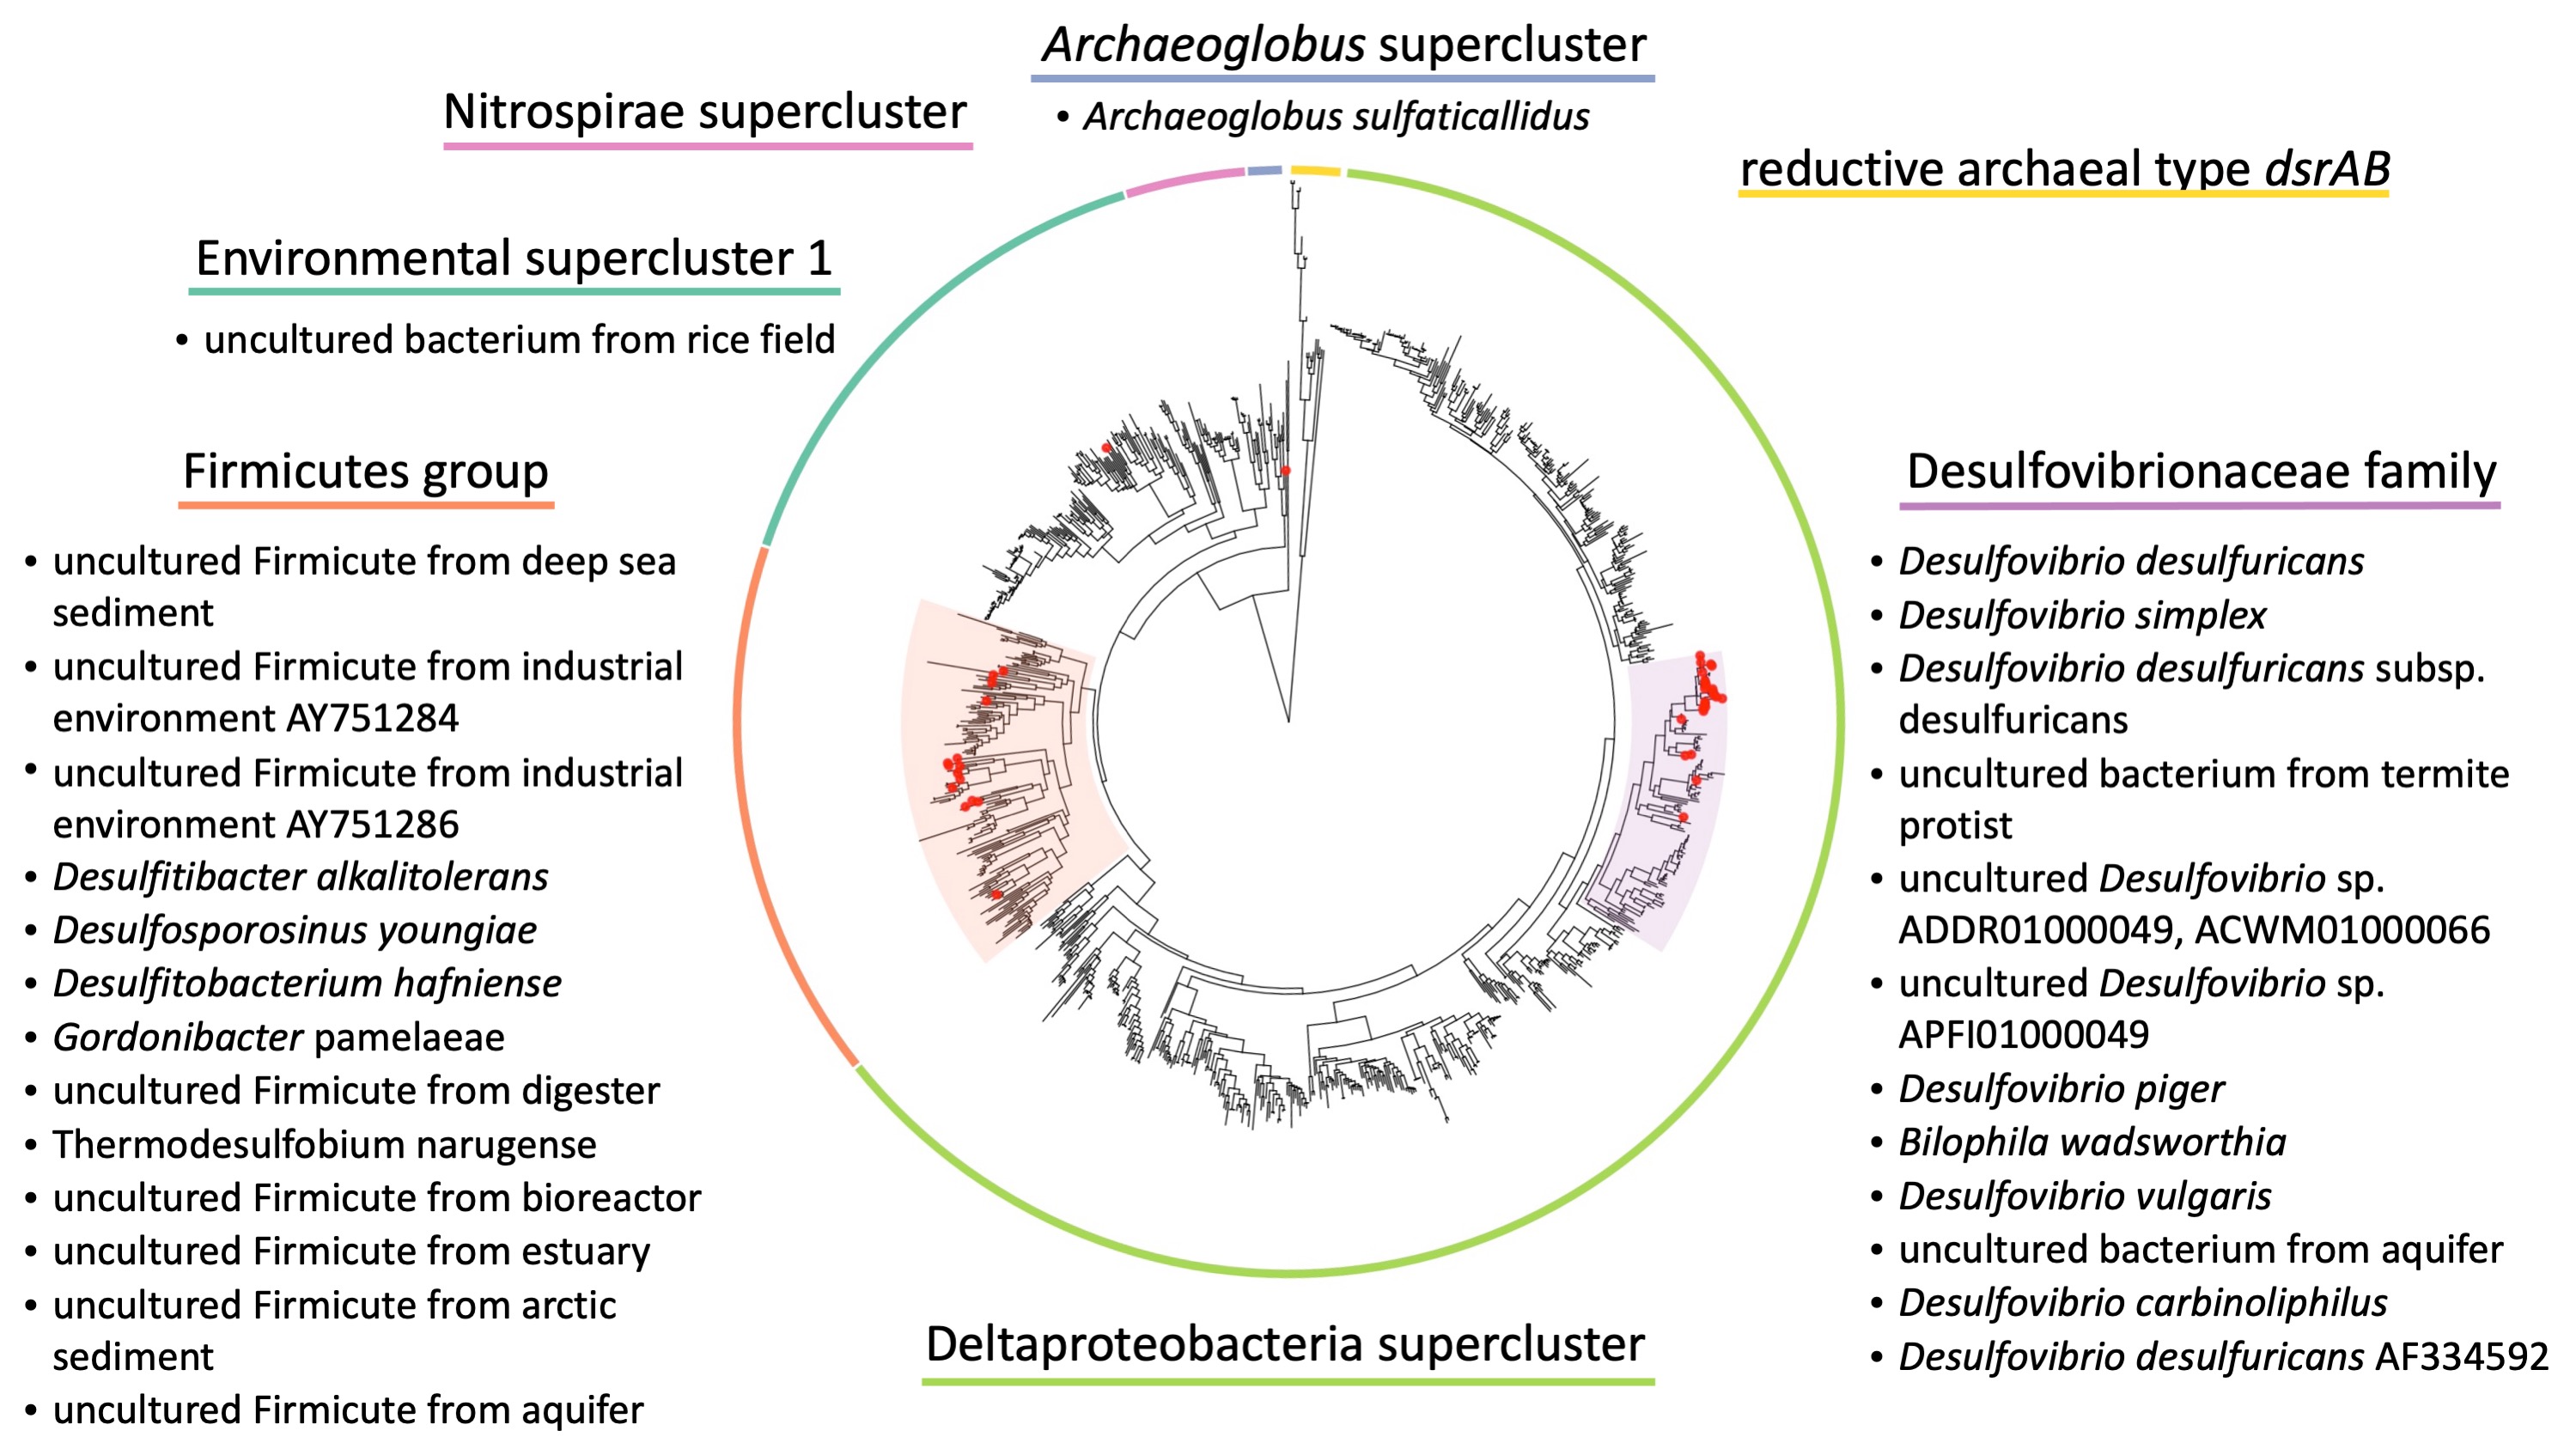 Archaeoglobus supercluster
• Archaeoglobus sulfaticallidus
Nitrospirae supercluster
reductive archaeal type dsrAB
Environmental supercluster 1
• uncultured bacterium from rice field
Firmicutes group
• uncultured Firmicute from deep sea
sediment
• uncultured Firmicute from industrial
environment AY751284
• uncultured Firmicute from industrial
environment AY751286
• Desulfitibacter alkalitolerans
• Desulfosporosinus youngiae
• Desulfitobacterium hafniense
• Gordonibacter pamelaeae
• uncultured Firmicute from digester
• Thermodesulfobium narugense
• uncultured Firmicute from bioreactor
• uncultured Firmicute from estuary
• uncultured Firmicute from arctic
sediment
• uncultured Firmicute from aquifer
Desulfovibrionaceae family
• Desulfovibrio desulfuricans
• Desulfovibrio simplex
• Desulfovibrio desulfuricans subsp.
desulfuricans
• uncultured bacterium from termite
protist
• uncultured Desulfovibrio sp.
ADDR01000049, ACWM01000066
• uncultured Desulfovibrio sp.
APFI01000049
• Desulfovibrio piger
• Bilophila wadsworthia
• Desulfovibrio vulgaris
• uncultured bacterium from aquifer
• Desulfovibrio carbinoliphilus
• Desulfovibrio desulfuricans AF334592
Deltaproteobacteria supercluster